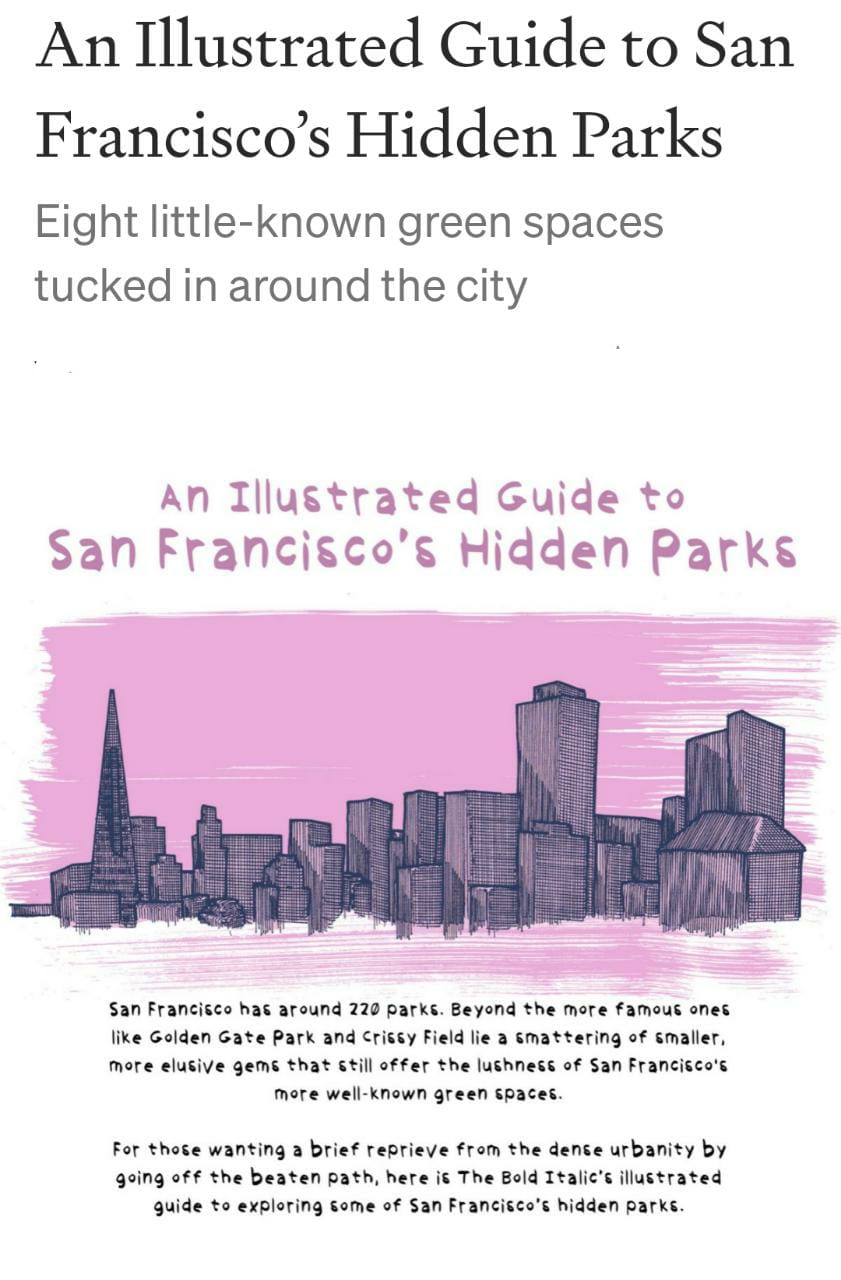 An Illustrated Guide to San
Francisco’s Hidden Parks
Eight little-known green spaces
tucked in around the city
An Illustrated Guide to
San Francisco's Hidden Parks
San Francisco has around 220 parks. Beyond the more famous ones
like Golden Gate Park and Crissy Field lie a smattering of smaller,
more elusive gems that still offer the lushness of San Francisco's
more well-known green spaces.
For those wanting a brief reprieve from the dense urbanity by
going off the beaten path, here is The Bold Italic's illustrated
guide to exploring some of San Francisco's hidden parks.